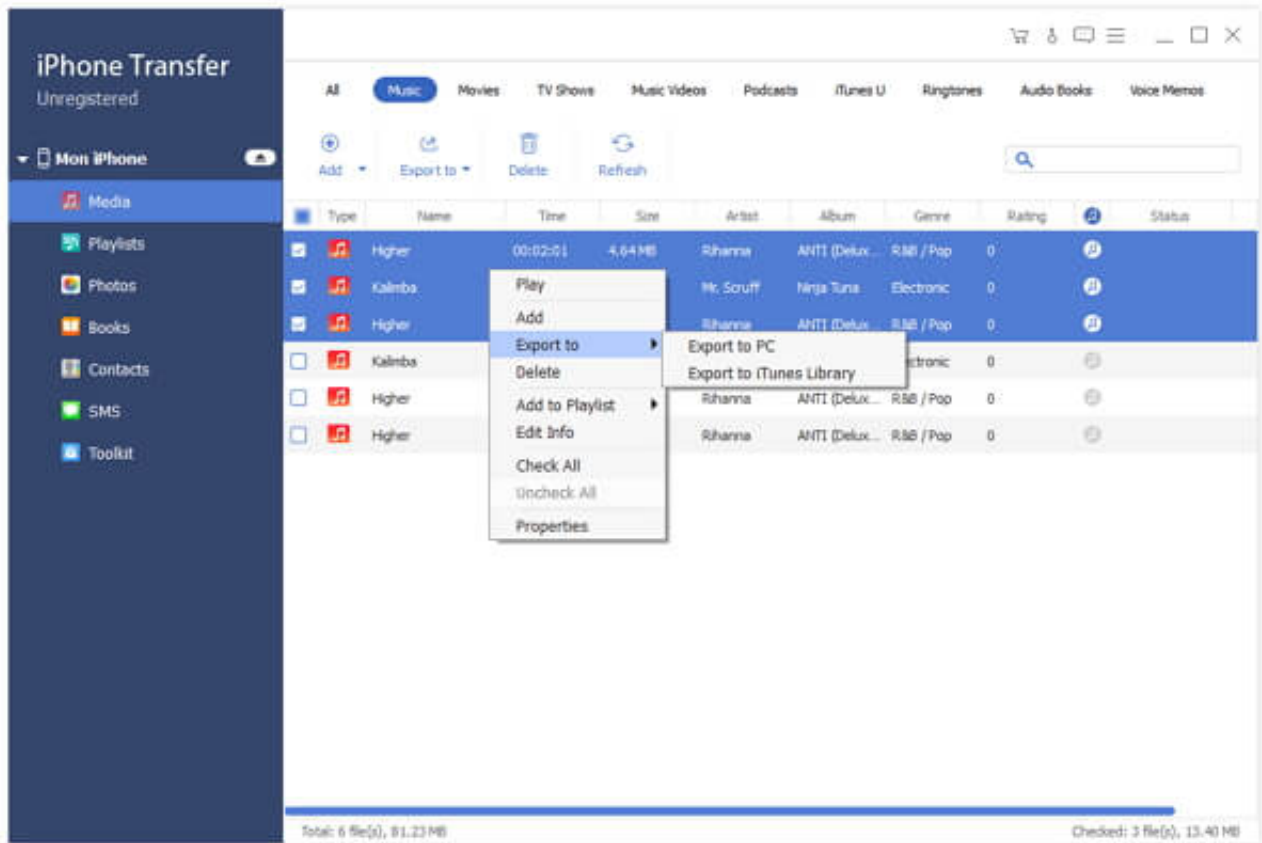 iPhone Transfer
Unregistered
All Music Movies TV Shows Music Videos Podcasts iTunes U Ringtones Audio Books Voice Memos
Mon iPhone
Add Export to Delete Refresh
Media
Playlists
Photos
Books
Contacts
SMS
Toolkit
Type Name Time Size Artist Album Genre Rating Status
Higher 00:02:01 4.64 MB Rihanna ANTI (Delux... R&B / Pop 0
Kalimba Mr. Scruff Ninja Tuna Electronic 0
Higher Rihanna ANTI (Delux... R&B / Pop 0
Kalimba ctronic 0
Higher Rihanna ANTI (Delux... R&B / Pop 0
Higher Rihanna ANTI (Delux... R&B / Pop 0
Play
Add
Export to
Delete
Add to Playlist
Edit Info
Check All
Uncheck All
Properties
Export to PC
Export to iTunes Library
Total: 6 file(s), 81.23 MB
Checked: 3 file(s), 13.40 MB